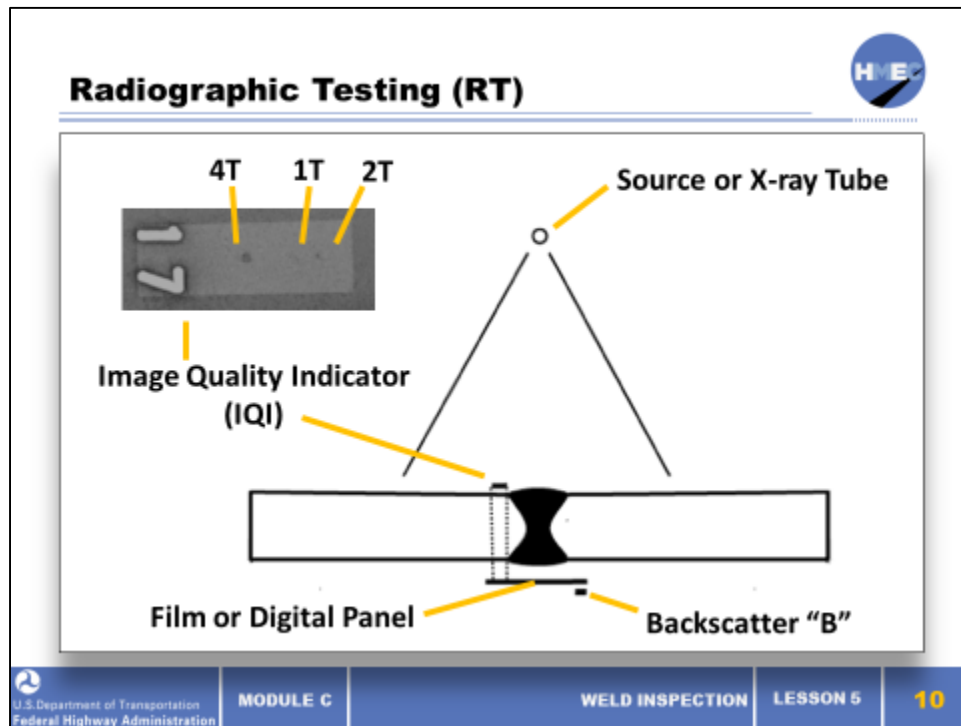 Radiographic Testing (RT)
HMEC
4T
1T
2T
Source or X-ray Tube
17
Image Quality Indicator
(IQI)
Film or Digital Panel
Backscatter “B”
U.S.Department of Transportation
Federal Highway Administration
MODULE C
WELD INSPECTION
LESSON 5
10